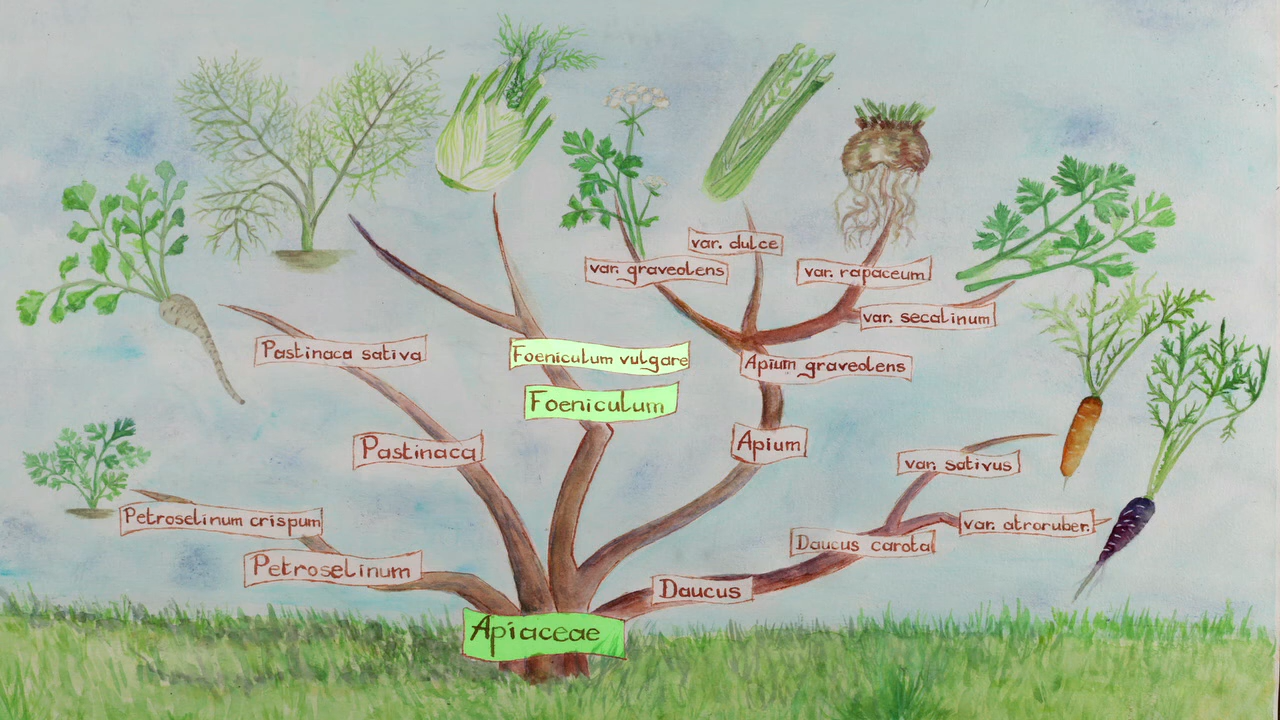 var. dulce
var. graveolens
var. rapaceum
var. secalinum
Pastinaca sativa
Foeniculum vulgare
Apium graveolens
Foeniculum
Pastinaca
Apium
var. sativus
Petroselinum crispum
var. atroruber.
Daucus carota
Petroselinum
Daucus
Apiaceae